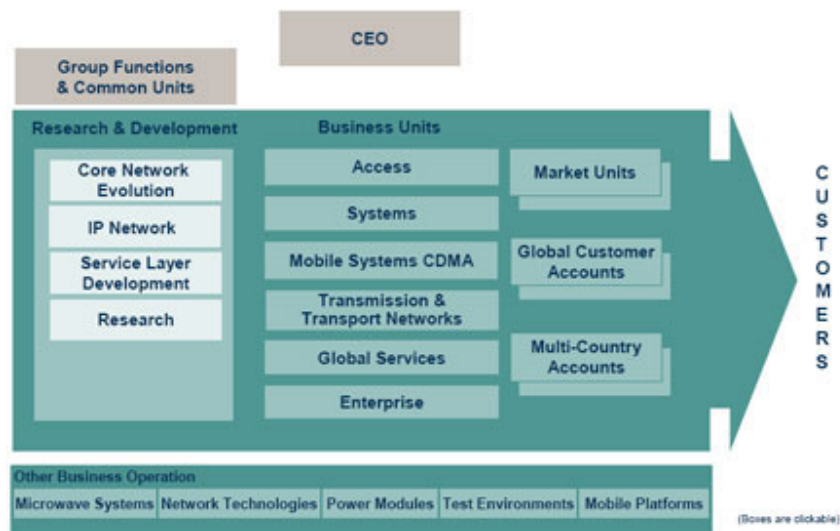 CEO
Group Functions
& Common Units
Research & Development
Core Network
Evolution
IP Network
Service Layer
Development
Research
Business Units
Access
Systems
Mobile Systems CDMA
Transmission &
Transport Networks
Global Services
Enterprise
Market Units
Global Customer
Accounts
Multi-Country
Accounts
CUSTOMERS
Other Business Operation
Microwave Systems Network Technologies Power Modules Test Environments Mobile Platforms
(Boxes are clickable)